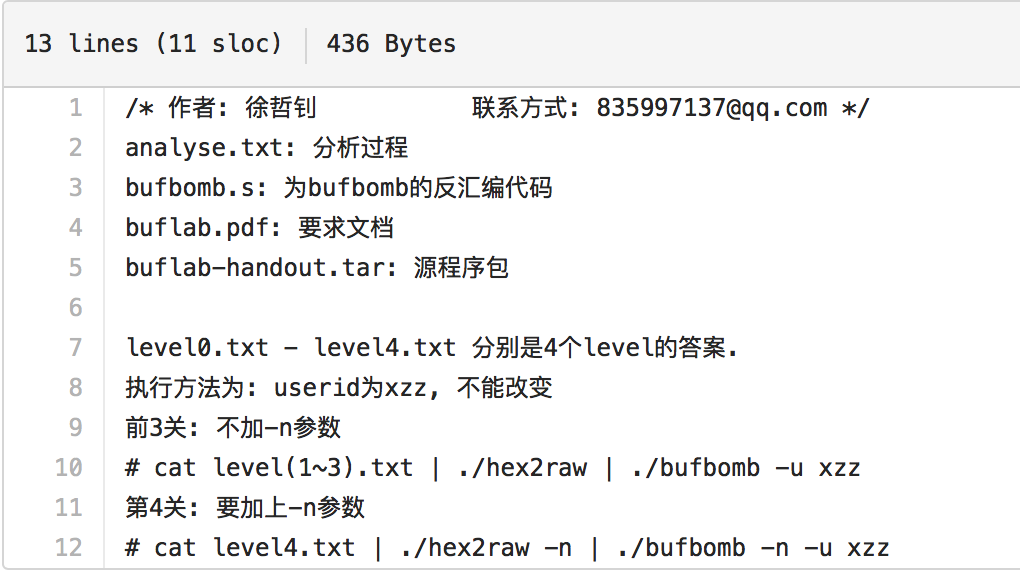 13 lines (11 sloc) | 436 Bytes
1 /* 作者: 徐哲钊 联系方式: 835997137@qq.com */
2 analyse.txt: 分析过程
3 bufbomb.s: 为bufbomb的反汇编代码
4 buflab.pdf: 要求文档
5 buflab-handout.tar: 源程序包
6
7 level0.txt - level4.txt 分别是4个level的答案.
8 执行方法为: userid为xzz, 不能改变
9 前3关: 不加-n参数
10 # cat level(1~3).txt | ./hex2raw | ./bufbomb -u xzz
11 第4关: 要加上-n参数
12 # cat level4.txt | ./hex2raw -n | ./bufbomb -n -u xzz